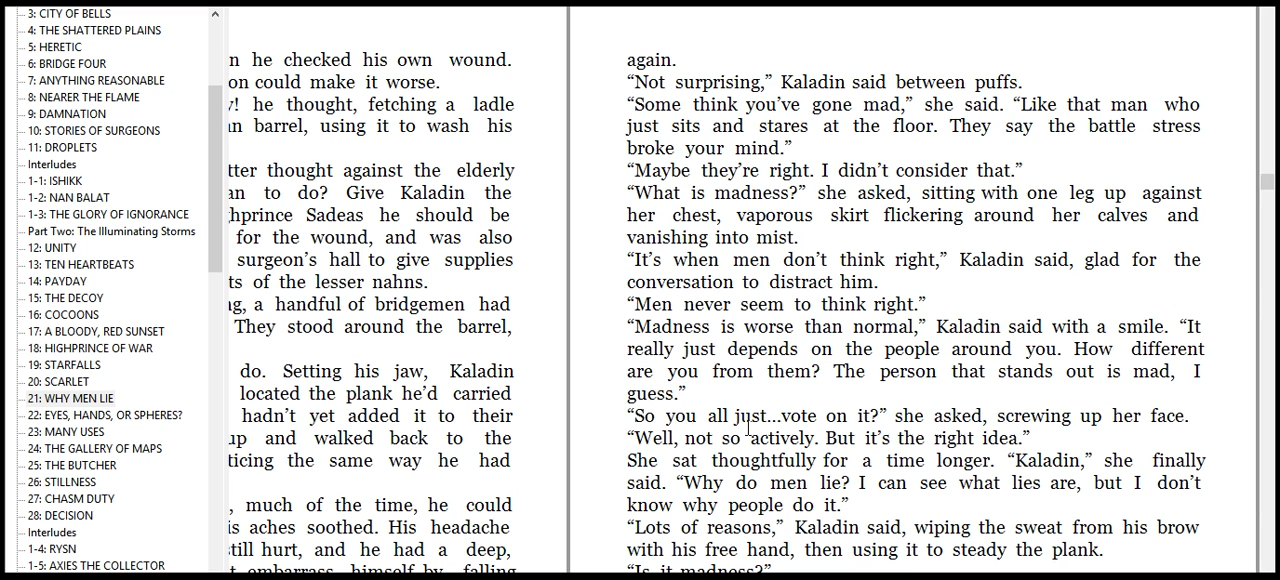 3: CITY OF BELLS
4: THE SHATTERED PLAINS
5: HERETIC
6: BRIDGE FOUR
7: ANYTHING REASONABLE
8: NEARER THE FLAME
9: DAMNATION
10: STORIES OF SURGEONS
11: DROPLETS
Interludes
1-1: ISHIKK
1-2: NAN BALAT
1-3: THE GLORY OF IGNORANCE
Part Two: The Illuminating Storms
12: UNITY
13: TEN HEARTBEATS
14: PAYDAY
15: THE DECOY
16: COCOONS
17: A BLOODY, RED SUNSET
18: HIGHPRINCE OF WAR
19: STARFALLS
20: SCARLET
21: WHY MEN LIE
22: EYES, HANDS, OR SPHERES?
23: MANY USES
24: THE GALLERY OF MAPS
25: THE BUTCHER
26: STILLNESS
27: CHASM DUTY
28: DECISION
Interludes
1-4: RYSN
1-5: AXIES THE COLLECTOR
n he checked his own wound.
on could make it worse.
y! he thought, fetching a ladle
n barrel, using it to wash his
tter thought against the elderly
an to do? Give Kaladin the
ghprince Sadeas he should be
for the wound, and was also
surgeon’s hall to give supplies
ts of the lesser nahns.
ng, a handful of bridgemen had
They stood around the barrel,
do. Setting his jaw, Kaladin
located the plank he’d carried
hadn’t yet added it to their
up and walked back to the
ticing the same way he had
, much of the time, he could
is aches soothed. His headache
still hurt, and he had a deep,
t embarrass himself by falling
again.
“Not surprising,” Kaladin said between puffs.
“Some think you’ve gone mad,” she said. “Like that man who
just sits and stares at the floor. They say the battle stress
broke your mind.”
“Maybe they’re right. I didn’t consider that.”
“What is madness?” she asked, sitting with one leg up against
her chest, vaporous skirt flickering around her calves and
vanishing into mist.
“It’s when men don’t think right,” Kaladin said, glad for the
conversation to distract him.
“Men never seem to think right.”
“Madness is worse than normal,” Kaladin said with a smile. “It
really just depends on the people around you. How different
are you from them? The person that stands out is mad, I
guess.”
“So you all just...vote on it?” she asked, screwing up her face.
“Well, not so actively. But it’s the right idea.”
She sat thoughtfully for a time longer. “Kaladin,” she finally
said. “Why do men lie? I can see what lies are, but I don’t
know why people do it.”
“Lots of reasons,” Kaladin said, wiping the sweat from his brow
with his free hand, then using it to steady the plank.
“Is it madness?”